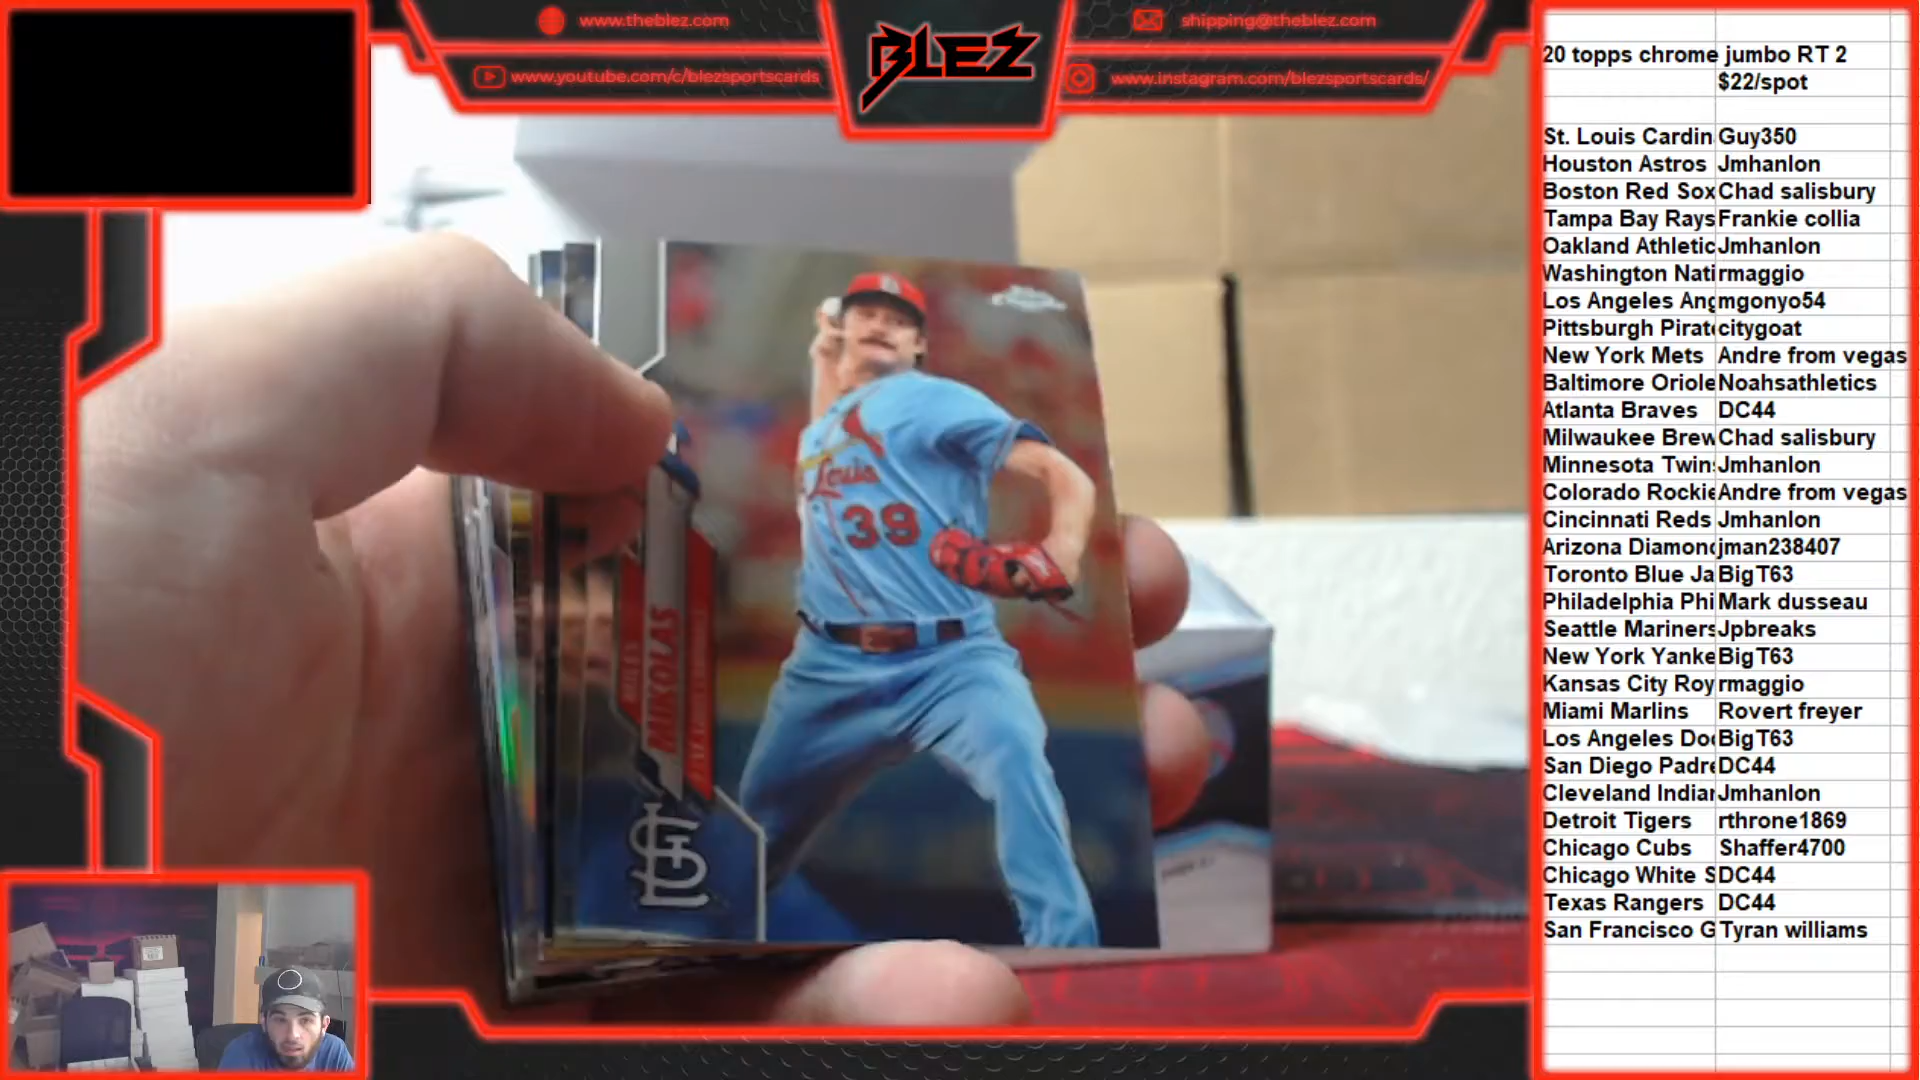 www.theblez.com
www.youtube.com/c/blezsportscards
BLEZ
shipping@theblez.com
www.instagram.com/blezsportscards/
20 topps chrome jumbo RT 2
$22/spot
St. Louis Cardin Guy350
Houston Astros Jmhanlon
Boston Red Sox Chad salisbury
Tampa Bay Rays Frankie collia
Oakland Athletic Jmhanlon
Washington Nati rmaggio
Los Angeles Ang mgonyo54
Pittsburgh Pirate citygoat
New York Mets Andre from vegas
Baltimore Oriole Noahsathletics
Atlanta Braves DC44
Milwaukee Brew Chad salisbury
Minnesota Twins Jmhanlon
Colorado Rockie Andre from vegas
Cincinnati Reds Jmhanlon
Arizona Diamond jman238407
Toronto Blue Ja BigT63
Philadelphia Phi Mark dusseau
Seattle Mariners Jpbreaks
New York Yanke BigT63
Kansas City Roy rmaggio
Miami Marlins Rovert freyer
Los Angeles Do BigT63
San Diego Padre DC44
Cleveland Indian Jmhanlon
Detroit Tigers rthrone1869
Chicago Cubs Shaffer4700
Chicago White S DC44
Texas Rangers DC44
San Francisco G Tyran williams
Louis
39
MILES
MIKOLAS
STL